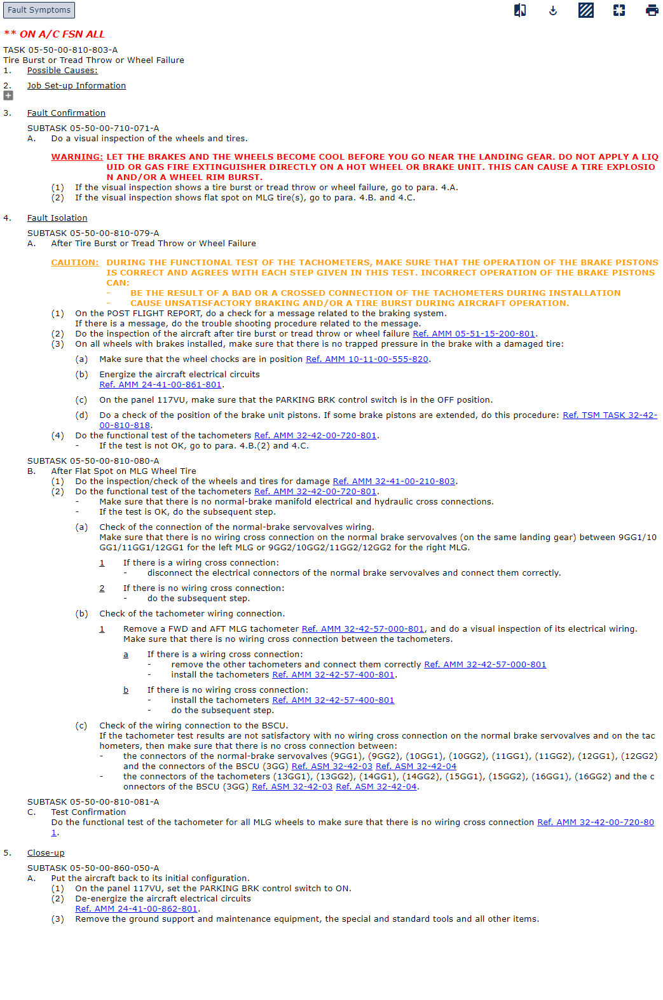 Fault Symptoms
** ON A/C FSN ALL
TASK 05-50-00-810-803-A
Tire Burst or Tread Throw or Wheel Failure
1. Possible Causes:
2. Job Set-up Information
3. Fault Confirmation
SUBTASK 05-50-00-710-071-A
A. Do a visual inspection of the wheels and tires.
WARNING: LET THE BRAKES AND THE WHEELS BECOME COOL BEFORE YOU GO NEAR THE LANDING GEAR. DO NOT APPLY A LIQ
UID OR GAS FIRE EXTINGUISHER DIRECTLY ON A HOT WHEEL OR BRAKE UNIT. THIS CAN CAUSE A TIRE EXPLOSIO
N AND/OR A WHEEL RIM BURST.
(1) If the visual inspection shows a tire burst or tread throw or wheel failure, go to para. 4.A.
(2) If the visual inspection shows flat spot on MLG tire(s), go to para. 4.B. and 4.C.
4. Fault Isolation
SUBTASK 05-50-00-810-079-A
A. After Tire Burst or Tread Throw or Wheel Failure
CAUTION: DURING THE FUNCTIONAL TEST OF THE TACHOMETERS, MAKE SURE THAT THE OPERATION OF THE BRAKE PISTONS
IS CORRECT AND AGREES WITH EACH STEP GIVEN IN THIS TEST. INCORRECT OPERATION OF THE BRAKE PISTONS
CAN:
- BE THE RESULT OF A BAD OR A CROSSED CONNECTION OF THE TACHOMETERS DURING INSTALLATION
- CAUSE UNSATISFACTORY BRAKING AND/OR A TIRE BURST DURING AIRCRAFT OPERATION.
(1) On the POST FLIGHT REPORT, do a check for a message related to the braking system.
If there is a message, do the trouble shooting procedure related to the message.
(2) Do the inspection of the aircraft after tire burst or tread throw or wheel failure Ref. AMM 05-51-15-200-801.
(3) On all wheels with brakes installed, make sure that there is no trapped pressure in the brake with a damaged tire:
(a) Make sure that the wheel chocks are in position Ref. AMM 10-11-00-555-820.
(b) Energize the aircraft electrical circuits
Ref. AMM 24-41-00-861-801.
(c) On the panel 117VU, make sure that the PARKING BRK control switch is in the OFF position.
(d) Do a check of the position of the brake unit pistons. If some brake pistons are extended, do this procedure: Ref. TSM TASK 32-42-
00-810-818.
(4) Do the functional test of the tachometers Ref. AMM 32-42-00-720-801.
- If the test is not OK, go to para. 4.B.(2) and 4.C.
SUBTASK 05-50-00-810-080-A
B. After Flat Spot on MLG Wheel Tire
(1) Do the inspection/check of the wheels and tires for damage Ref. AMM 32-41-00-210-803.
(2) Do the functional test of the tachometers Ref. AMM 32-42-00-720-801.
- Make sure that there is no normal-brake manifold electrical and hydraulic cross connections.
- If the test is OK, do the subsequent step.
(a) Check of the connection of the normal-brake servovalves wiring.
Make sure that there is no wiring cross connection on the normal brake servovalves (on the same landing gear) between 9GG1/10
GG1/11GG1/12GG1 for the left MLG or 9GG2/10GG2/11GG2/12GG2 for the right MLG.
1 If there is a wiring cross connection:
- disconnect the electrical connectors of the normal brake servovalves and connect them correctly.
2 If there is no wiring cross connection:
- do the subsequent step.
(b) Check of the tachometer wiring connection.
1 Remove a FWD and AFT MLG tachometer Ref. AMM 32-42-57-000-801, and do a visual inspection of its electrical wiring.
Make sure that there is no wiring cross connection between the tachometers.
a If there is a wiring cross connection:
- remove the other tachometers and connect them correctly Ref. AMM 32-42-57-000-801
- install the tachometers Ref. AMM 32-42-57-400-801.
b If there is no wiring cross connection:
- install the tachometers Ref. AMM 32-42-57-400-801
- do the subsequent step.
(c) Check of the wiring connection to the BSCU.
If the tachometer test results are not satisfactory with no wiring cross connection on the normal brake servovalves and on the tac
hometers, then make sure that there is no cross connection between:
- the connectors of the normal-brake servovalves (9GG1), (9GG2), (10GG1), (10GG2), (11GG1), (11GG2), (12GG1), (12GG2)
and the connectors of the BSCU (3GG) Ref. ASM 32-42-03 Ref. ASM 32-42-04
- the connectors of the tachometers (13GG1), (13GG2), (14GG1), (14GG2), (15GG1), (15GG2), (16GG1), (16GG2) and the c
onnectors of the BSCU (3GG) Ref. ASM 32-42-03 Ref. ASM 32-42-04.
SUBTASK 05-50-00-810-081-A
C. Test Confirmation
Do the functional test of the tachometer for all MLG wheels to make sure that there is no wiring cross connection Ref. AMM 32-42-00-720-80
1.
5. Close-up
SUBTASK 05-50-00-860-050-A
A. Put the aircraft back to its initial configuration.
(1) On the panel 117VU, set the PARKING BRK control switch to ON.
(2) De-energize the aircraft electrical circuits
Ref. AMM 24-41-00-862-801.
(3) Remove the ground support and maintenance equipment, the special and standard tools and all other items.